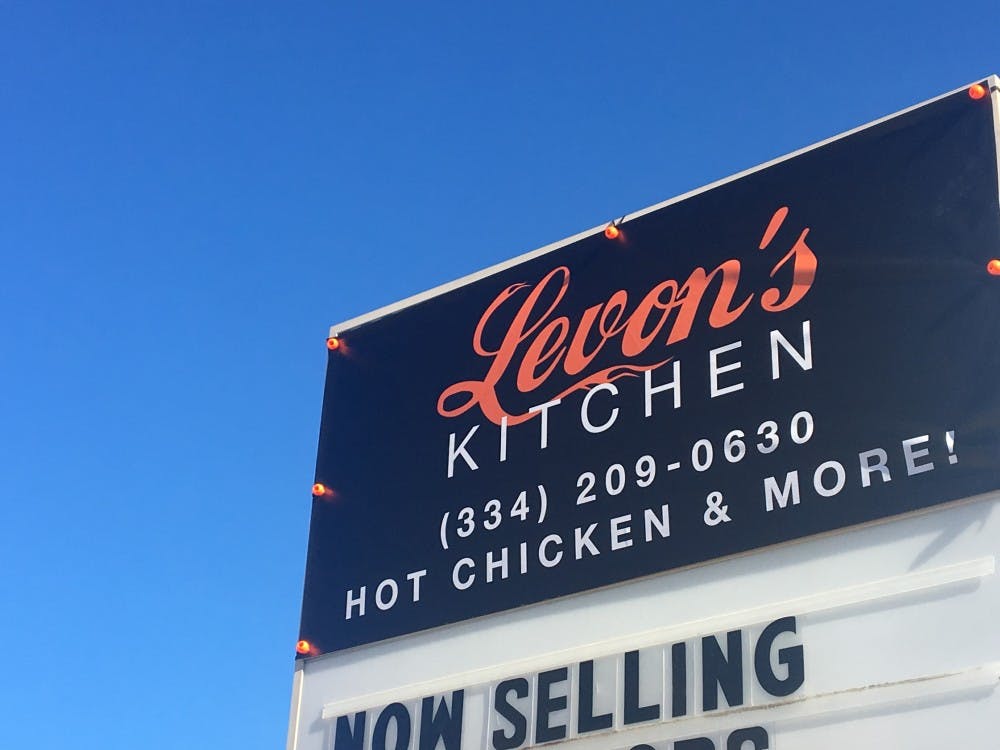 Levon's
KITCHEN
(334) 209-0630
HOT CHICKEN & MORE!
NOW SELLING